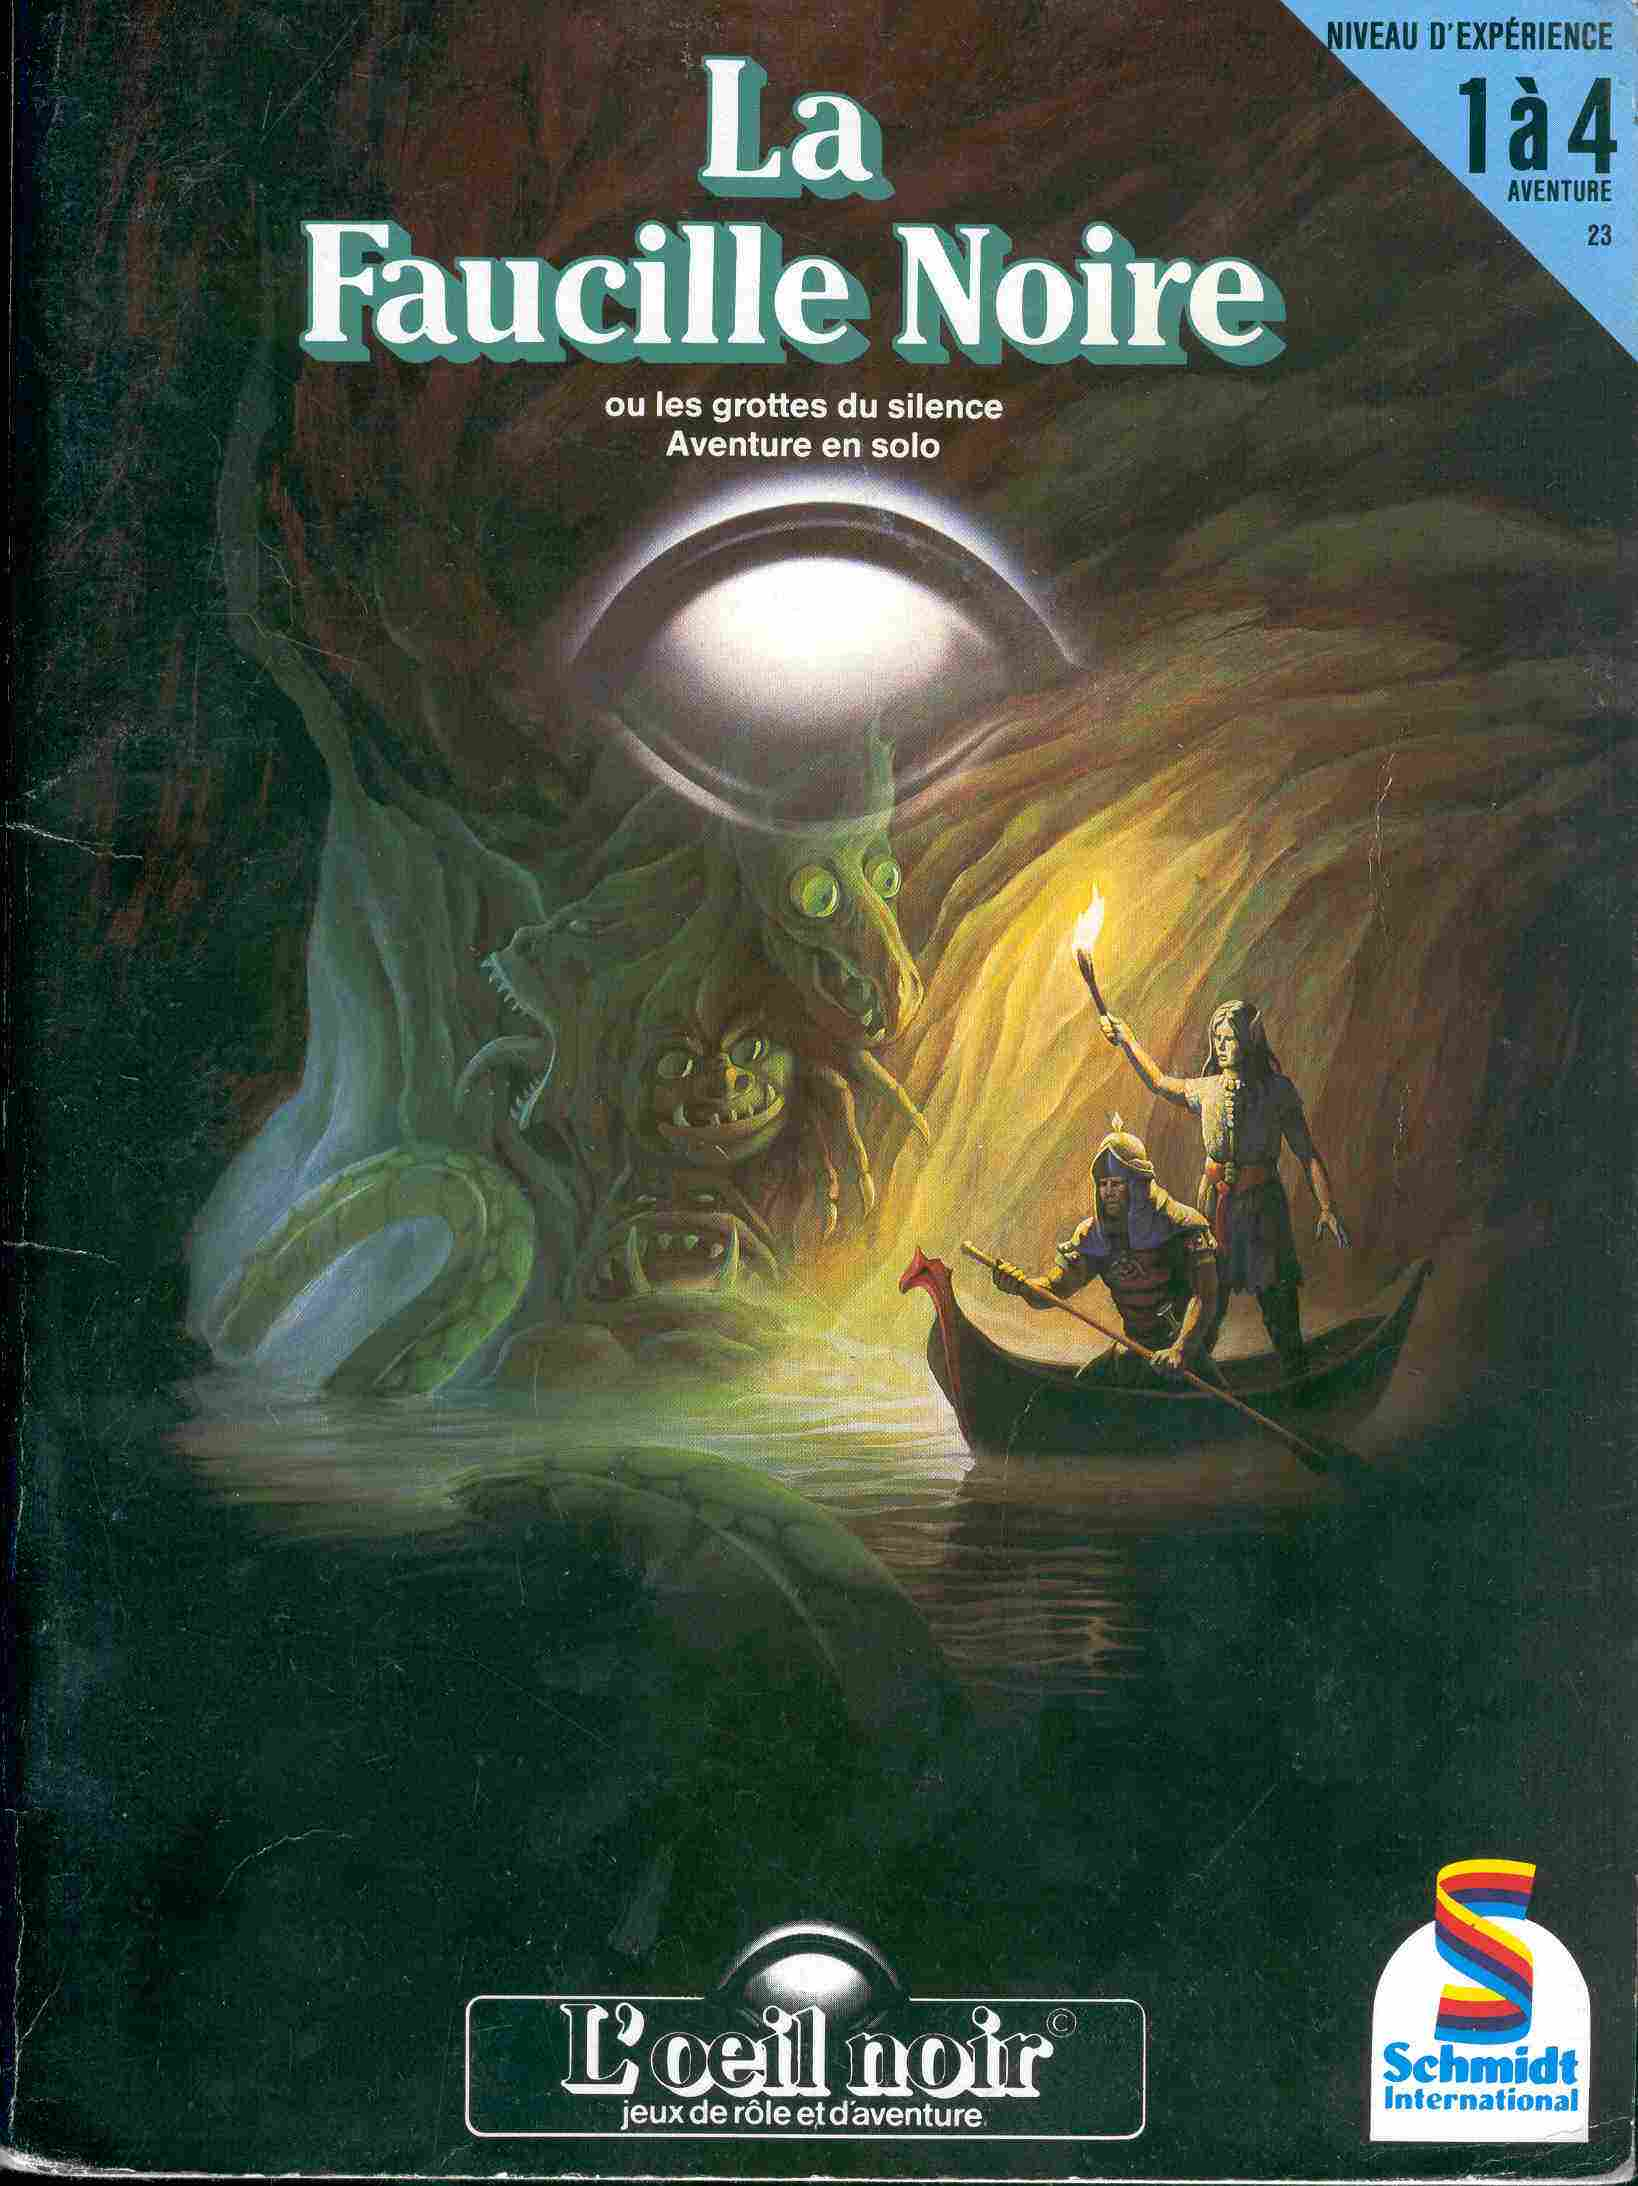 NIVEAU D'EXPÉRIENCE
1 à 4
AVENTURE
23
La
Faucille Noire
ou les grottes du silence
Aventure en solo
L'oeil noir ©
jeux de rôle et d'aventure
Schmidt
International